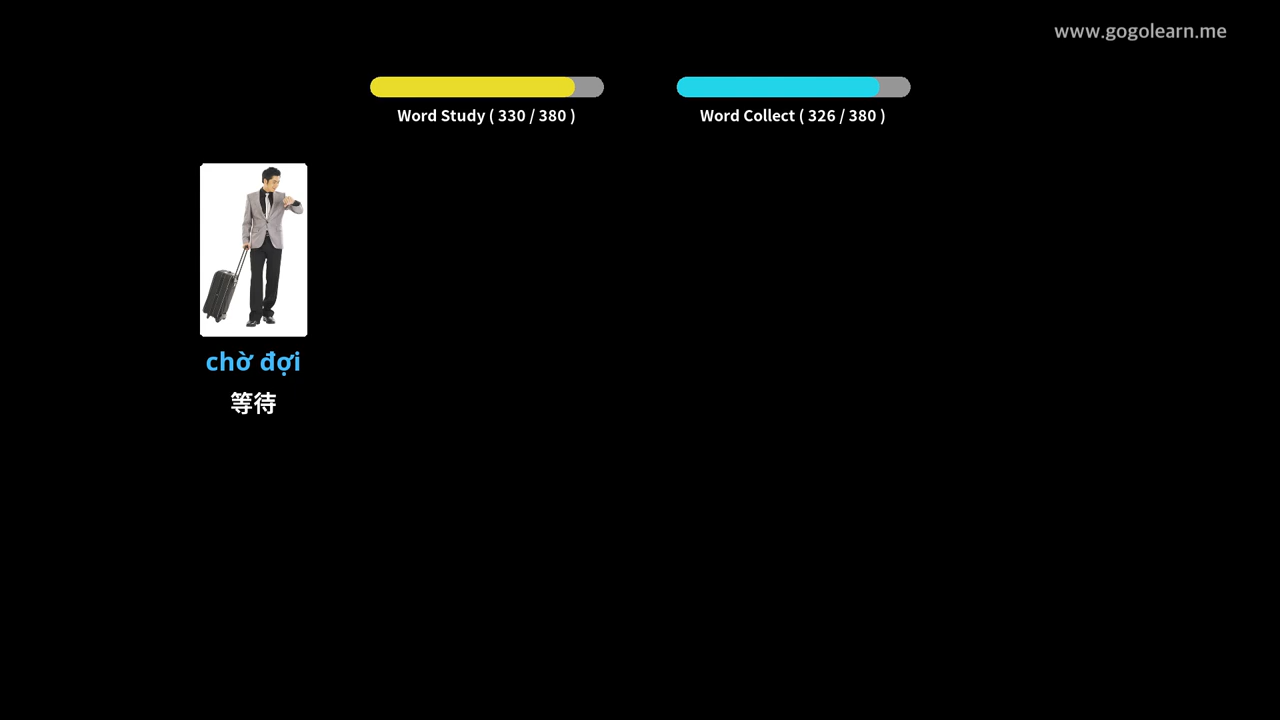 www.gogolearn.me
Word Study ( 330 / 380 )
Word Collect ( 326 / 380 )
chờ đợi
等待